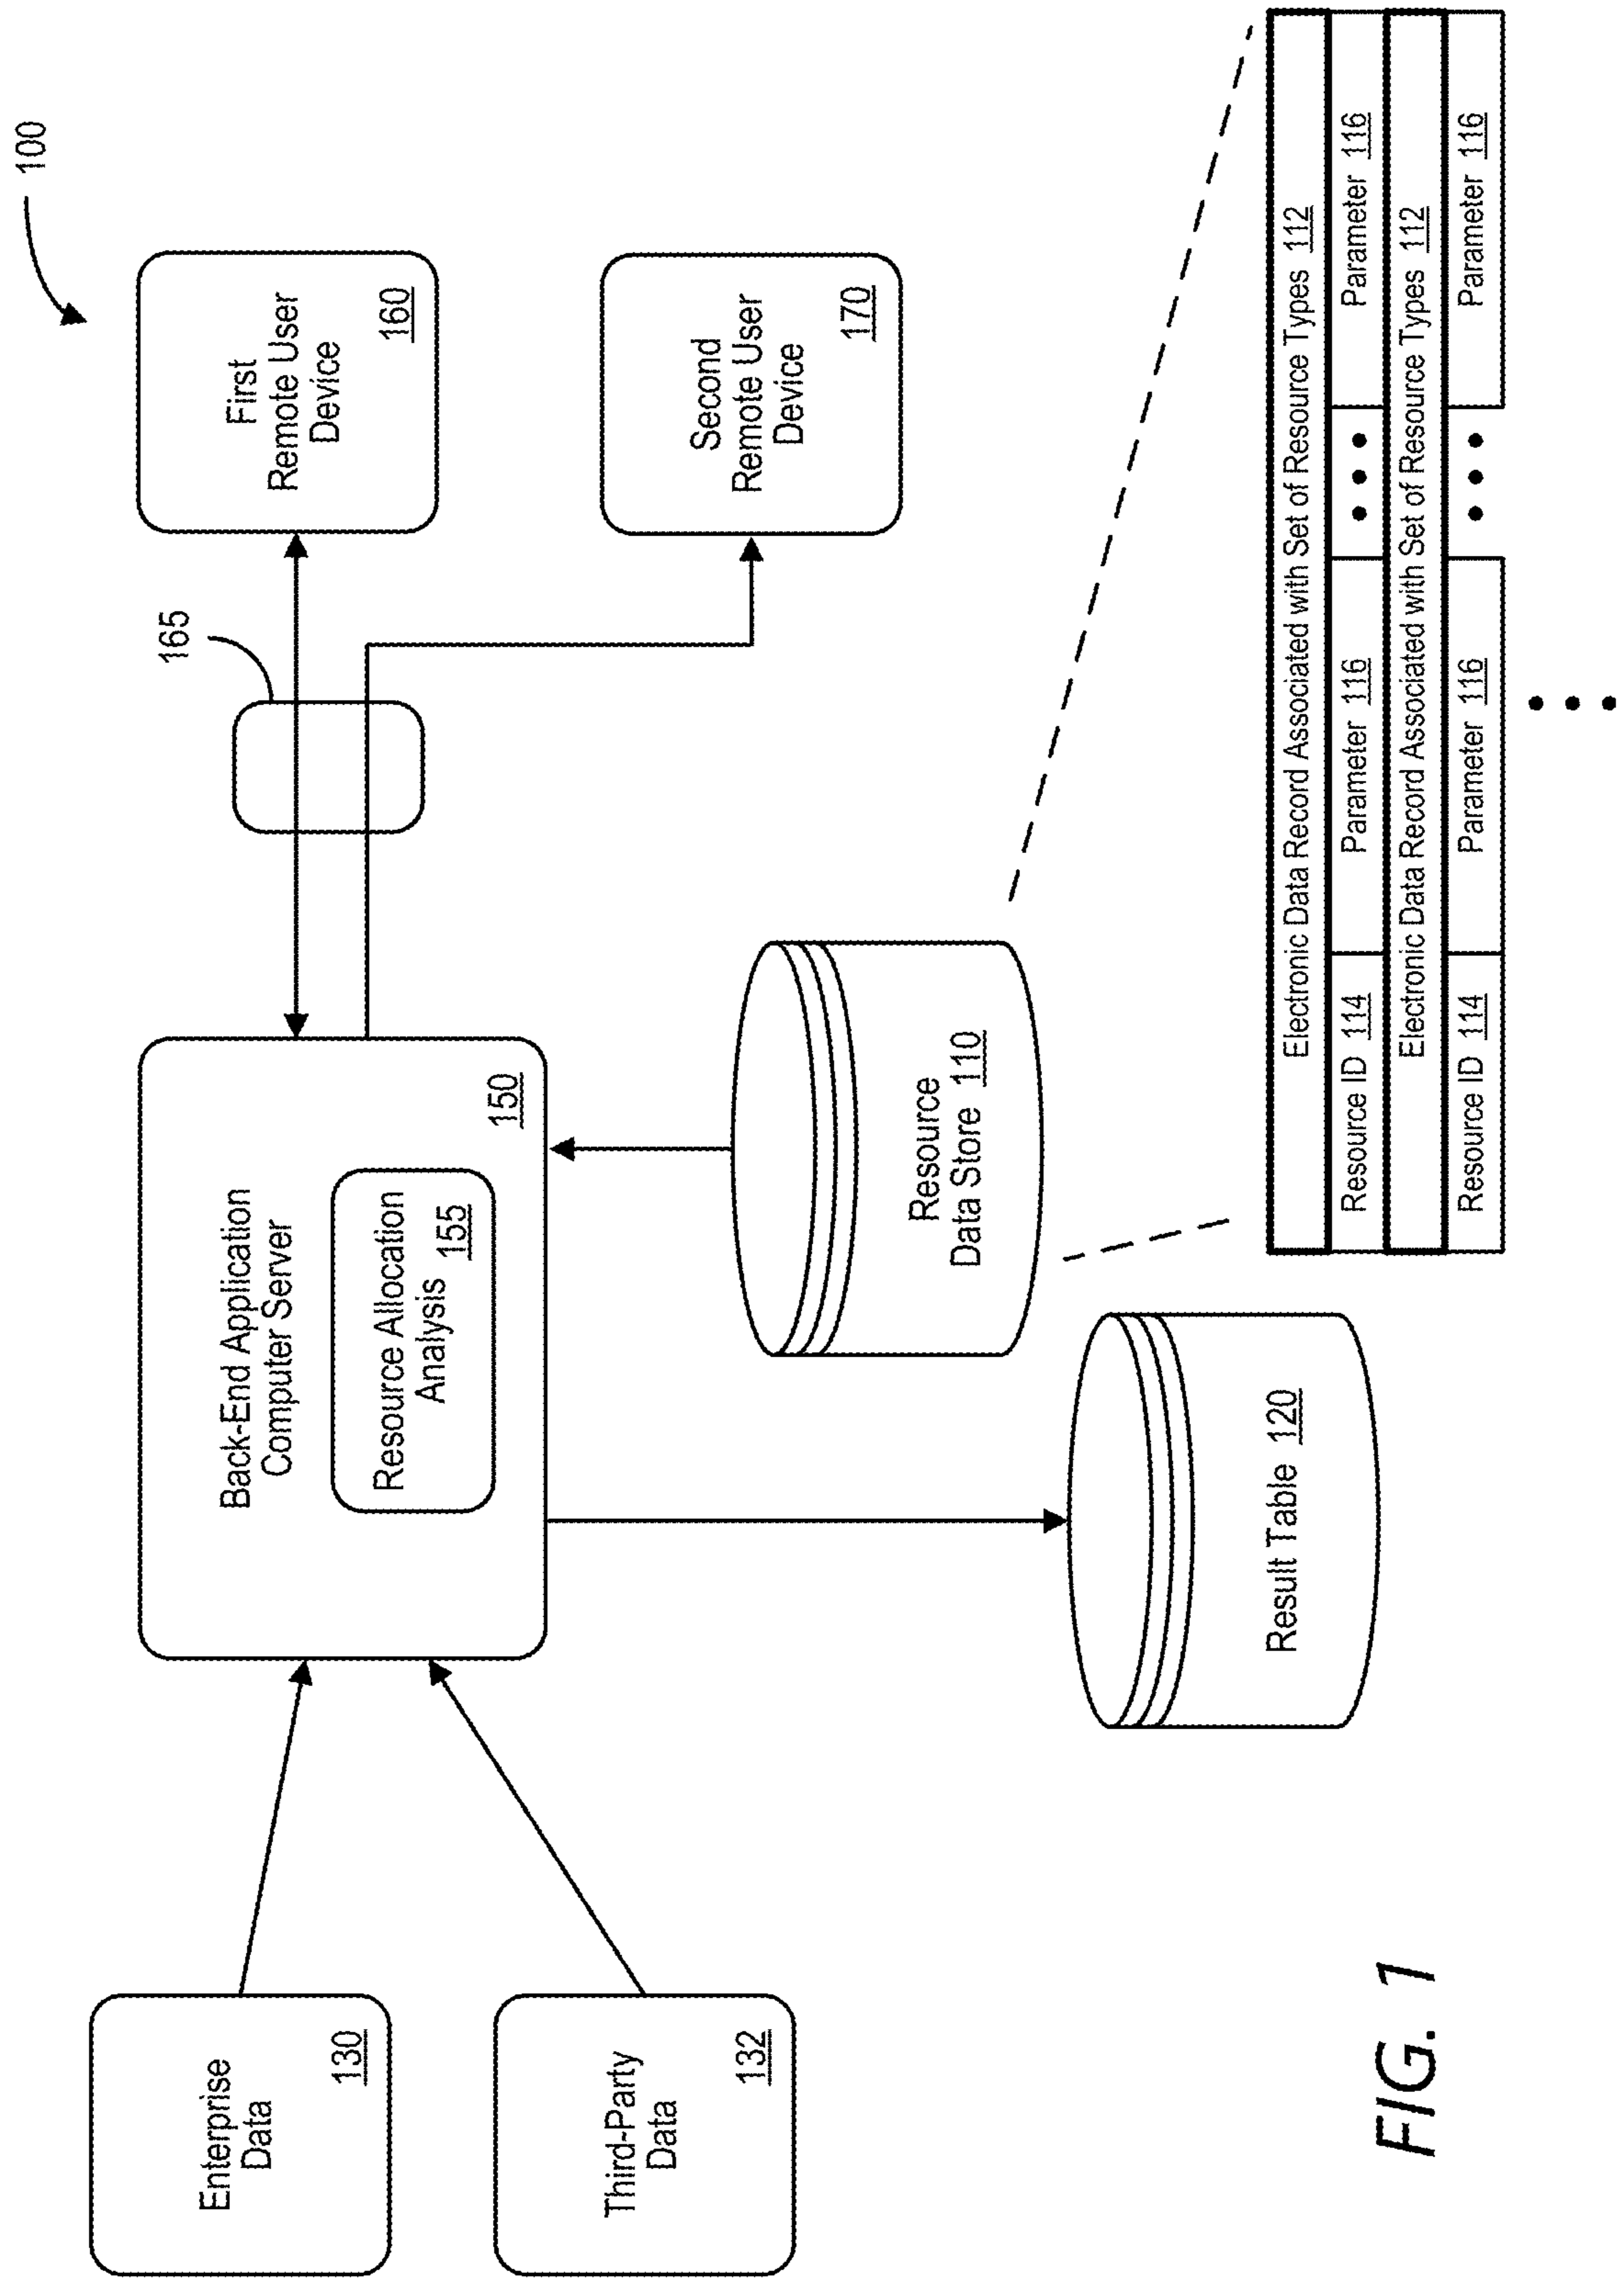 100
Enterprise
Data
130
Third-Party
Data
132
Back-End Application
Computer Server
150
Resource Allocation
Analysis 155
165
First
Remote User
Device
160
Second
Remote User
Device
170
Resource
Data Store 110
Result Table 120
Electronic Data Record Associated with Set of Resource Types 112
Resource ID 114 Parameter 116 Parameter 116
Electronic Data Record Associated with Set of Resource Types 112
Resource ID 114 Parameter 116 Parameter 116
FIG. 1